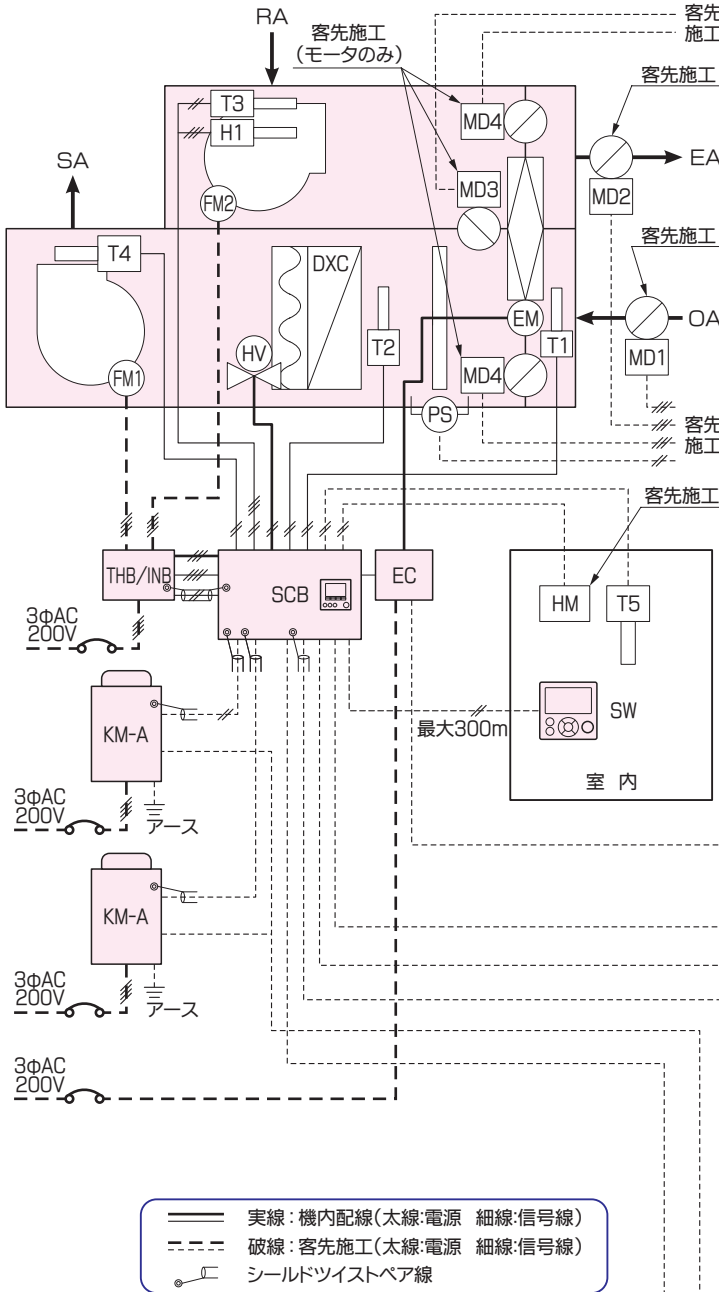 RA
客先施工
(モータのみ)
客先
施工
客先施工
SA
T3
H1
MD4
EA
FM2
MD3
MD2
客先施工
T4
DXC
OA
T2
EM
T1
HV
MD1
FM1
MD4
PS
客先
施工
客先施工
THB/INB
SCB
EC
HM
T5
3φAC
200V
KM-A
最大300m
SW
室 内
3φAC
200V
アース
KM-A
3φAC
200V
アース
3φAC
200V
実線:機内配線(太線:電源 細線:信号線)
破線:客先施工(太線:電源 細線:信号線)
シールドツイストペア線